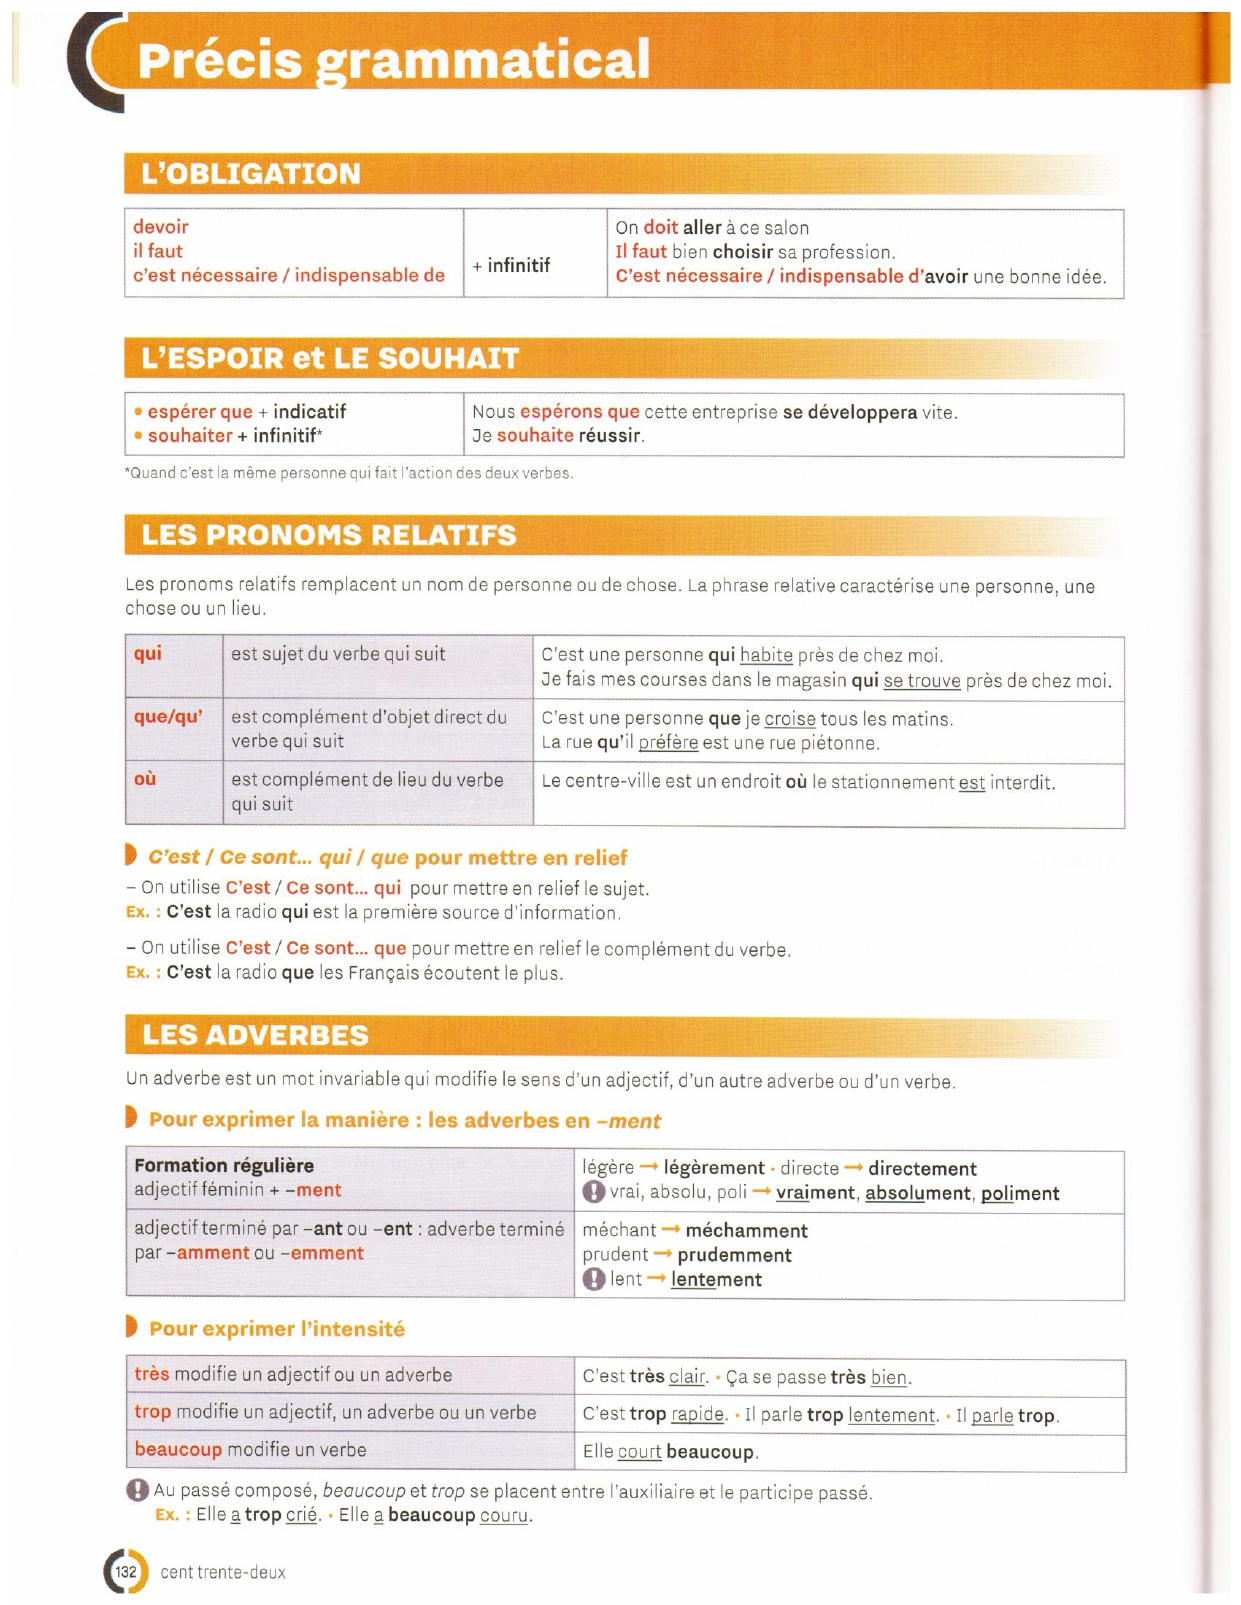 Précis grammatical
L'OBLIGATION
devoir
il faut
c'est nécessaire / indispensable de
+ infinitif
On doit aller à ce salon
Il faut bien choisir sa profession.
C'est nécessaire / indispensable d'avoir une bonne idée.
L'ESPOIR et LE SOUHAIT
• espérer que + indicatif
• souhaiter + infinitif*
Nous espérons que cette entreprise se développera vite.
Je souhaite réussir.
*Quand c'est la même personne qui fait l'action des deux verbes.
LES PRONOMS RELATIFS
Les pronoms relatifs remplacent un nom de personne ou de chose. La phrase relative caractérise une personne, une
chose ou un lieu.
qui
est sujet du verbe qui suit
C'est une personne qui habite près de chez moi.
Je fais mes courses dans le magasin qui se trouve près de chez moi.
que/qu'
est complément d'objet direct du
verbe qui suit
C'est une personne que je croise tous les matins.
La rue qu'il préfère est une rue piétonne.
où
est complément de lieu du verbe
qui suit
Le centre-ville est un endroit où le stationnement est interdit.
C'est / Ce sont... qui / que pour mettre en relief
– On utilise C'est / Ce sont... qui pour mettre en relief le sujet.
Ex. : C'est la radio qui est la première source d'information.
– On utilise C'est / Ce sont... que pour mettre en relief le complément du verbe.
Ex. : C'est la radio que les Français écoutent le plus.
LES ADVERBES
Un adverbe est un mot invariable qui modifie le sens d'un adjectif, d'un autre adverbe ou d'un verbe.
Pour exprimer la manière : les adverbes en –ment
Formation régulière
adjectif féminin + –ment
légère → légèrement • directe → directement
! vrai, absolu, poli → vraiment, absolument, poliment
adjectif terminé par –ant ou –ent : adverbe terminé
par –amment ou –emment
méchant → méchamment
prudent → prudemment
! lent → lentement
Pour exprimer l'intensité
très modifie un adjectif ou un adverbe
C'est très clair. • Ça se passe très bien.
trop modifie un adjectif, un adverbe ou un verbe
C'est trop rapide. • Il parle trop lentement. • Il parle trop.
beaucoup modifie un verbe
Elle court beaucoup.
! Au passé composé, beaucoup et trop se placent entre l'auxiliaire et le participe passé.
Ex. : Elle a trop crié. • Elle a beaucoup couru.
132 cent trente-deux